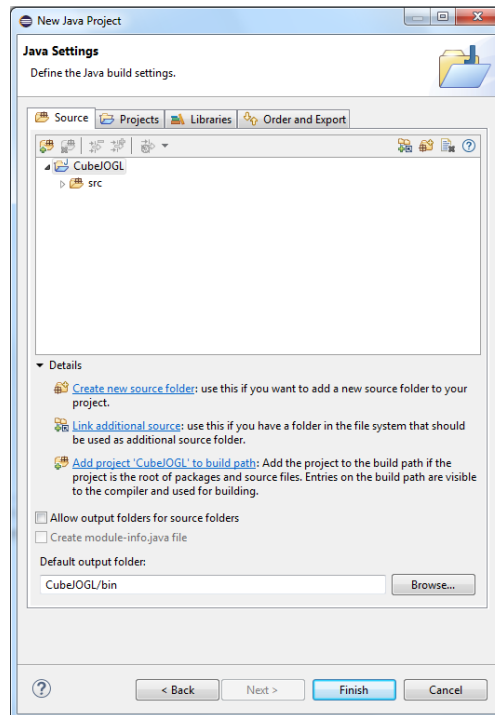 New Java Project
Java Settings
Define the Java build settings.
Source Projects Libraries Order and Export
CubeJOGL
src
Details
Create new source folder: use this if you want to add a new source folder to your
project.
Link additional source: use this if you have a folder in the file system that should
be used as additional source folder.
Add project 'CubeJOGL' to build path: Add the project to the build path if the
project is the root of packages and source files. Entries on the build path are visible
to the compiler and used for building.
Allow output folders for source folders
Create module-info.java file
Default output folder:
CubeJOGL/bin Browse...
? < Back Next > Finish Cancel